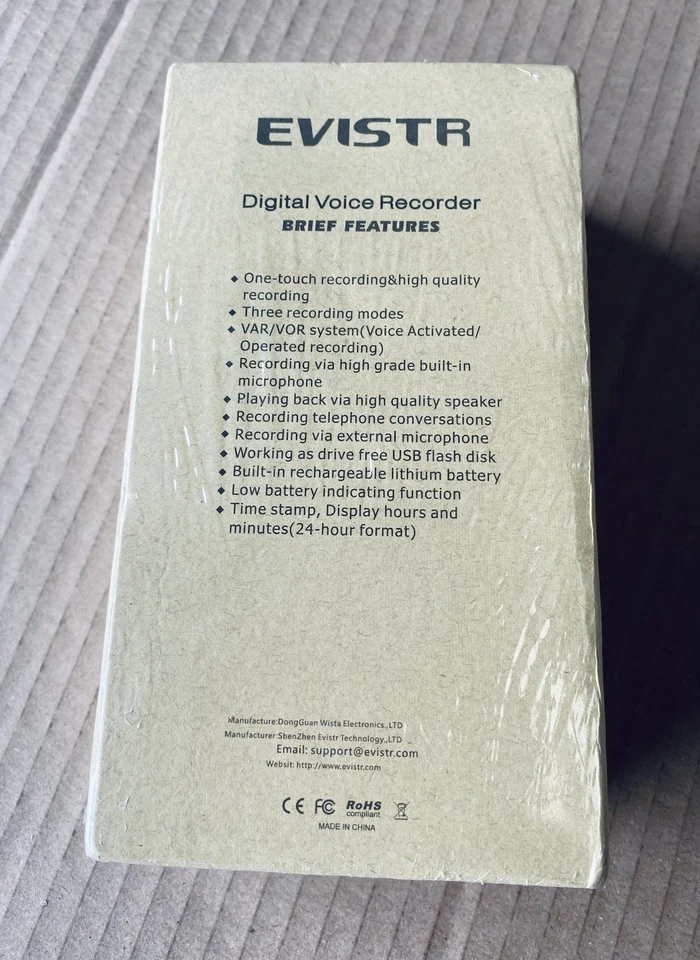 EVISTR
Digital Voice Recorder
BRIEF FEATURES
◆ One-touch recording&high quality
recording
◆ Three recording modes
◆ VAR/VOR system(Voice Activated/
Operated recording)
◆ Recording via high grade built-in
microphone
◆ Playing back via high quality speaker
◆ Recording telephone conversations
◆ Recording via external microphone
◆ Working as drive free USB flash disk
◆ Built-in rechargeable lithium battery
◆ Low battery indicating function
◆ Time stamp, Display hours and
minutes(24-hour format)
Manufacture:DongGuan Wista Electronics.,LTD
Manufacturer:ShenZhen Evistr Technology.,LTD
Email: support@evistr.com
Websit: http://www.evistr.com
CE FC RoHS
compliant
MADE IN CHINA